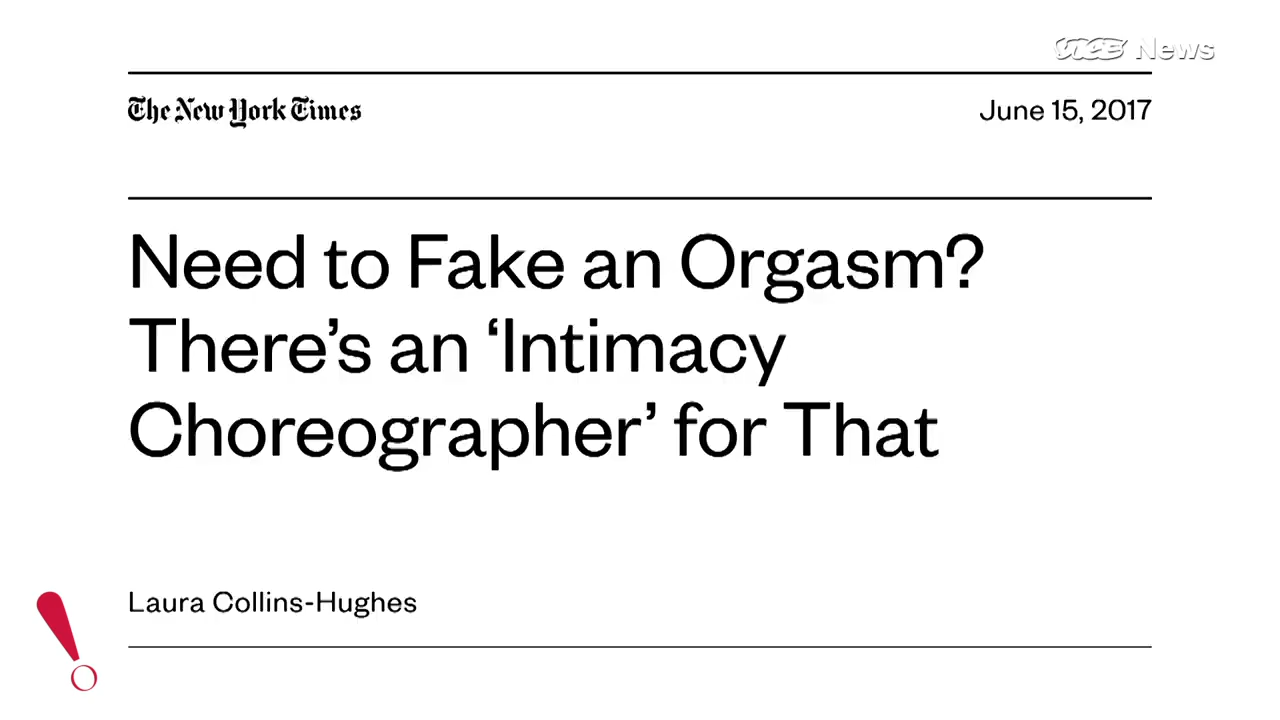 VICE News
The New York Times
June 15, 2017
Need to Fake an Orgasm?
There’s an ‘Intimacy
Choreographer’ for That
Laura Collins-Hughes